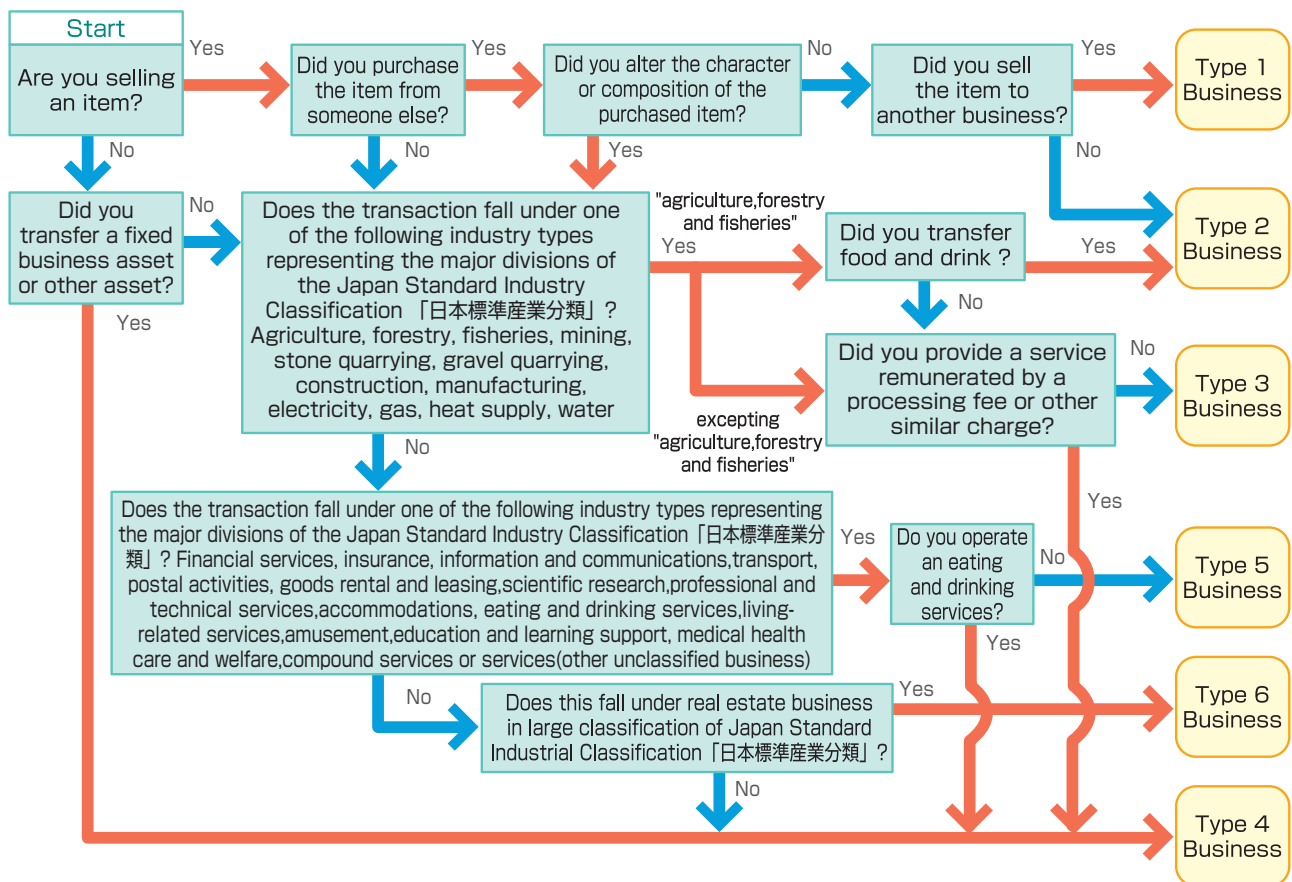 Start
Are you selling
an item?
Yes
No
Did you purchase
the item from
someone else?
Yes
No
Did you alter the character
or composition of the
purchased item?
No
Yes
Did you sell
the item to
another business?
Yes
No
Type 1
Business
Did you
transfer a fixed
business asset
or other asset?
No
Yes
Does the transaction fall under one
of the following industry types
representing the major divisions of
the Japan Standard Industry
Classification 「日本標準産業分類」?
Agriculture, forestry, fisheries, mining,
stone quarrying, gravel quarrying,
construction, manufacturing,
electricity, gas, heat supply, water
Yes
No
"agriculture,forestry
and fisheries"
excepting
"agriculture,forestry
and fisheries"
Did you transfer
food and drink ?
Yes
No
Type 2
Business
Did you provide a service
remunerated by a
processing fee or other
similar charge?
No
Yes
Type 3
Business
Does the transaction fall under one of the following industry types representing
the major divisions of the Japan Standard Industry Classification「日本標準産業分
類」? Financial services, insurance, information and communications,transport,
postal activities, goods rental and leasing,scientific research,professional and
technical services,accommodations, eating and drinking services,living-
related services,amusement,education and learning support, medical health
care and welfare,compound services or services(other unclassified business)
Yes
No
Do you operate
an eating
and drinking
services?
No
Yes
Type 5
Business
Does this fall under real estate business
in large classification of Japan Standard
Industrial Classification「日本標準産業分類」?
Yes
No
Type 6
Business
Type 4
Business